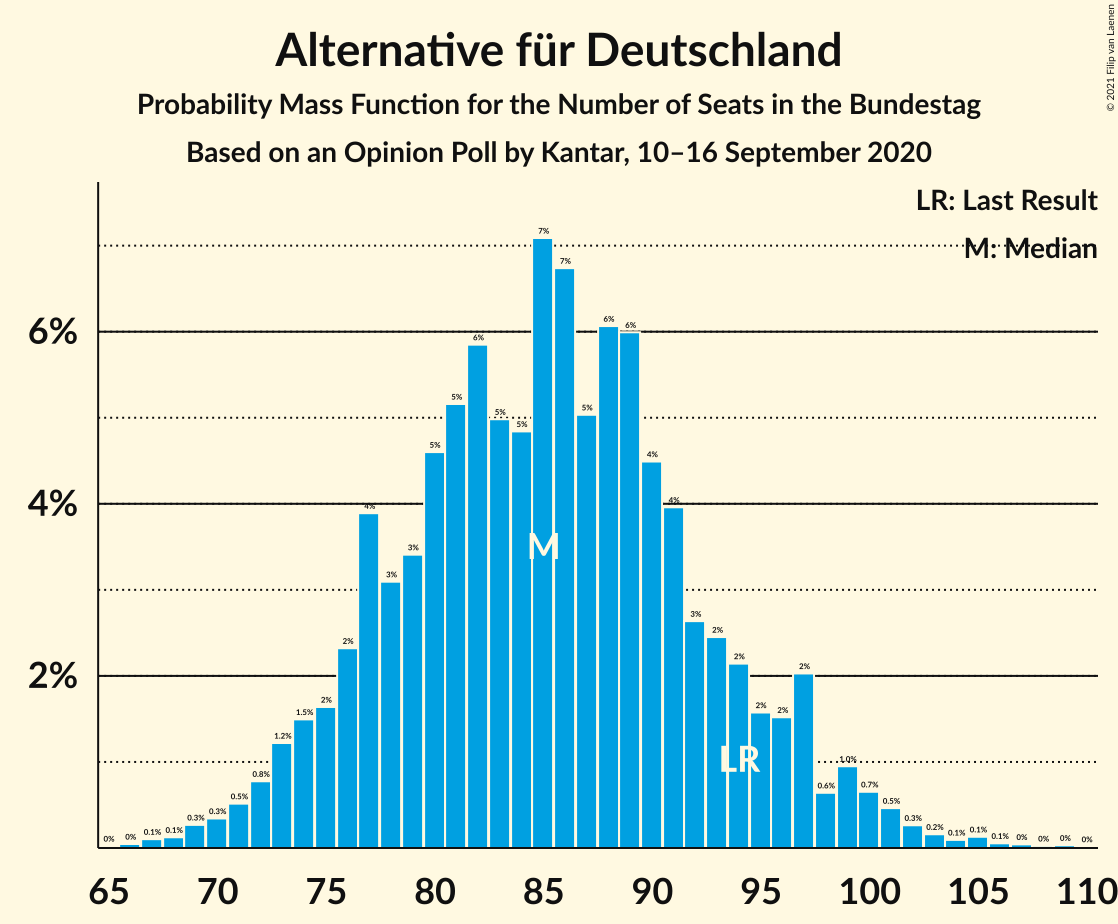 Alternative für Deutschland
Probability Mass Function for the Number of Seats in the Bundestag
Based on an Opinion Poll by Kantar, 10–16 September 2020
© 2021 Filip van Laenen
LR: Last Result
M: Median
6%
4%
2%
0% 0% 0.1% 0.1% 0.3% 0.3% 0.5% 0.8% 1.2% 1.5% 2% 2% 4% 3% 3% 5% 5% 6% 5% 5% 7% 7% 5% 6% 6% 4% 4% 3% 2% 2% 2% 2% 2% 0.6% 1.0% 0.7% 0.5% 0.3% 0.2% 0.1% 0.1% 0.1% 0% 0% 0% 0%
M
LR
65 70 75 80 85 90 95 100 105 110